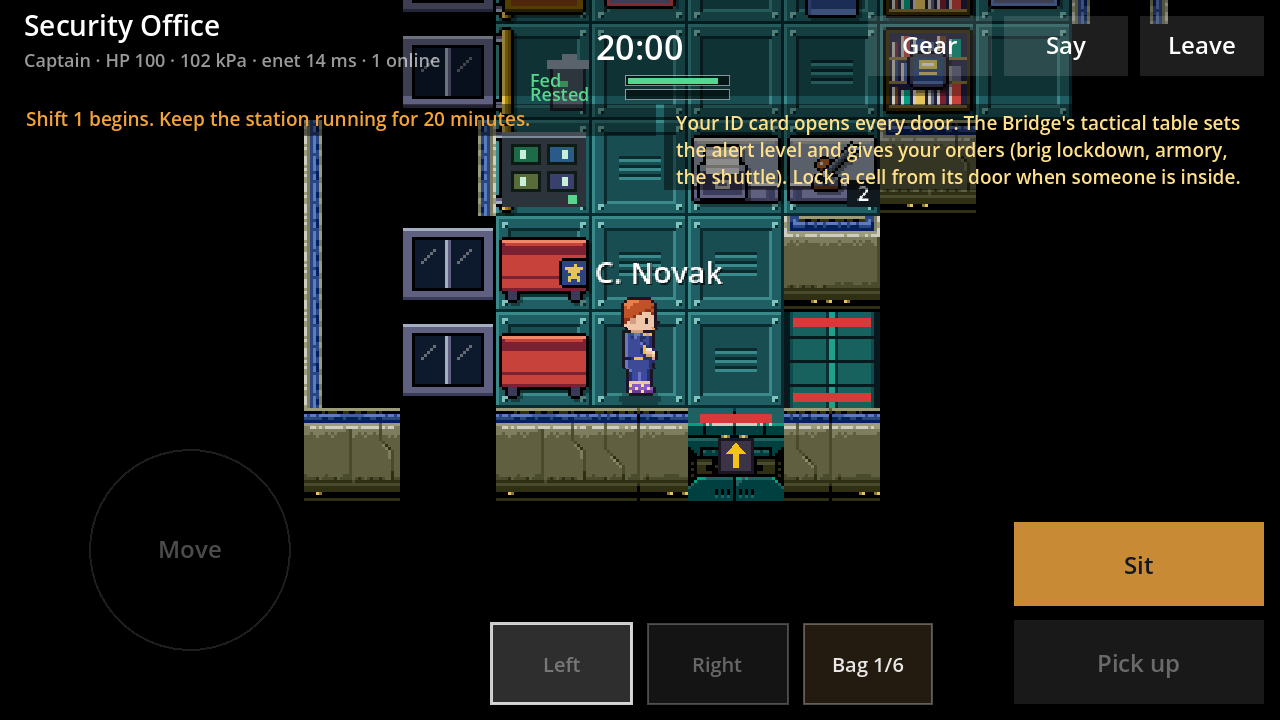 Security Office
Captain · HP 100 · 102 kPa · enet 14 ms · 1 online
20:00
Fed
Rested
Gear
Say
Leave
Shift 1 begins. Keep the station running for 20 minutes.
Your ID card opens every door. The Bridge's tactical table sets
the alert level and gives your orders (brig lockdown, armory,
the shuttle). Lock a cell from its door when someone is inside.
2
C. Novak
Move
Sit
Left
Right
Bag 1/6
Pick up